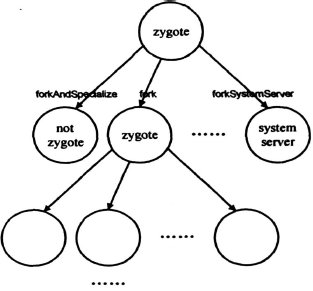 zygote
forkAndSpecialize
fork
forkSystemServer
not
zygote
zygote
......
system
server
......
......